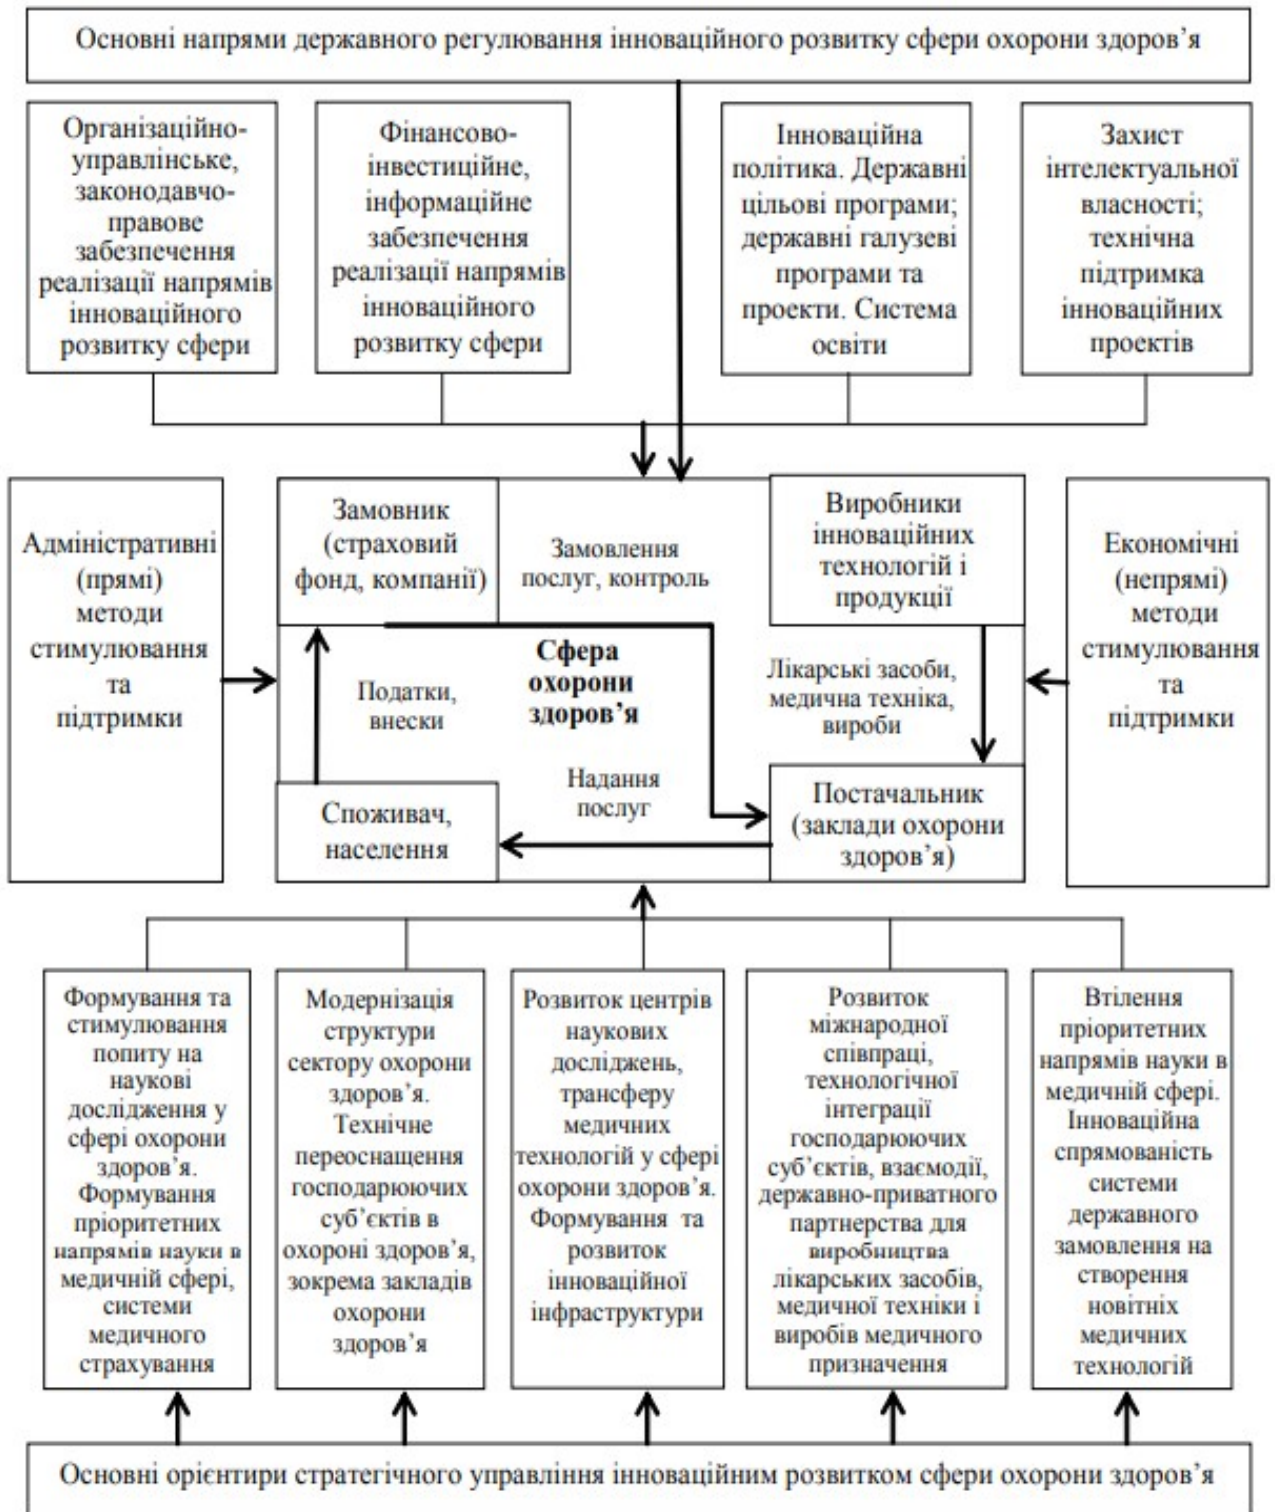 Основні напрями державного регулювання інноваційного розвитку сфери охорони здоров’я
Організаційно-
управлінське,
законодавчо-
правове
забезпечення
реалізації напрямів
інноваційного
розвитку сфери
Фінансово-
інвестиційне,
інформаційне
забезпечення
реалізації напрямів
інноваційного
розвитку сфери
Інноваційна
політика. Державні
цільові програми;
державні галузеві
програми та
проекти. Система
освіти
Захист
інтелектуальної
власності;
технічна
підтримка
інноваційних
проектів
Адміністративні
(прямі)
методи
стимулювання
та
підтримки
Замовник
(страховий
фонд, компанії)
Замовлення
послуг, контроль
Виробники
інноваційних
технологій і
продукції
Економічні
(непрямі)
методи
стимулювання
та
підтримки
Сфера
охорони
здоров’я
Податки,
внески
Лікарські засоби,
медична техніка,
вироби
Надання
послуг
Споживач,
населення
Постачальник
(заклади охорони
здоров’я)
Формування та
стимулювання
попиту на
наукові
дослідження у
сфері охорони
здоров’я.
Формування
пріоритетних
напрямів науки в
медичній сфері,
системи
медичного
страхування
Модернізація
структури
сектору охорони
здоров’я.
Технічне
переоснащення
господарюючих
суб’єктів в
охороні здоров’я,
зокрема закладів
охорони
здоров’я
Розвиток центрів
наукових
досліджень,
трансферу
медичних
технологій у сфері
охорони здоров’я.
Формування та
розвиток
інноваційної
інфраструктури
Розвиток
міжнародної
співпраці,
технологічної
інтеграції
господарюючих
суб’єктів, взаємодії,
державно-приватного
партнерства для
виробництва
лікарських засобів,
медичної техніки і
виробів медичного
призначення
Втілення
пріоритетних
напрямів науки в
медичній сфері.
Інноваційна
спрямованість
системи
державного
замовлення на
створення
новітніх
медичних
технологій
Основні орієнтири стратегічного управління інноваційним розвитком сфери охорони здоров’я